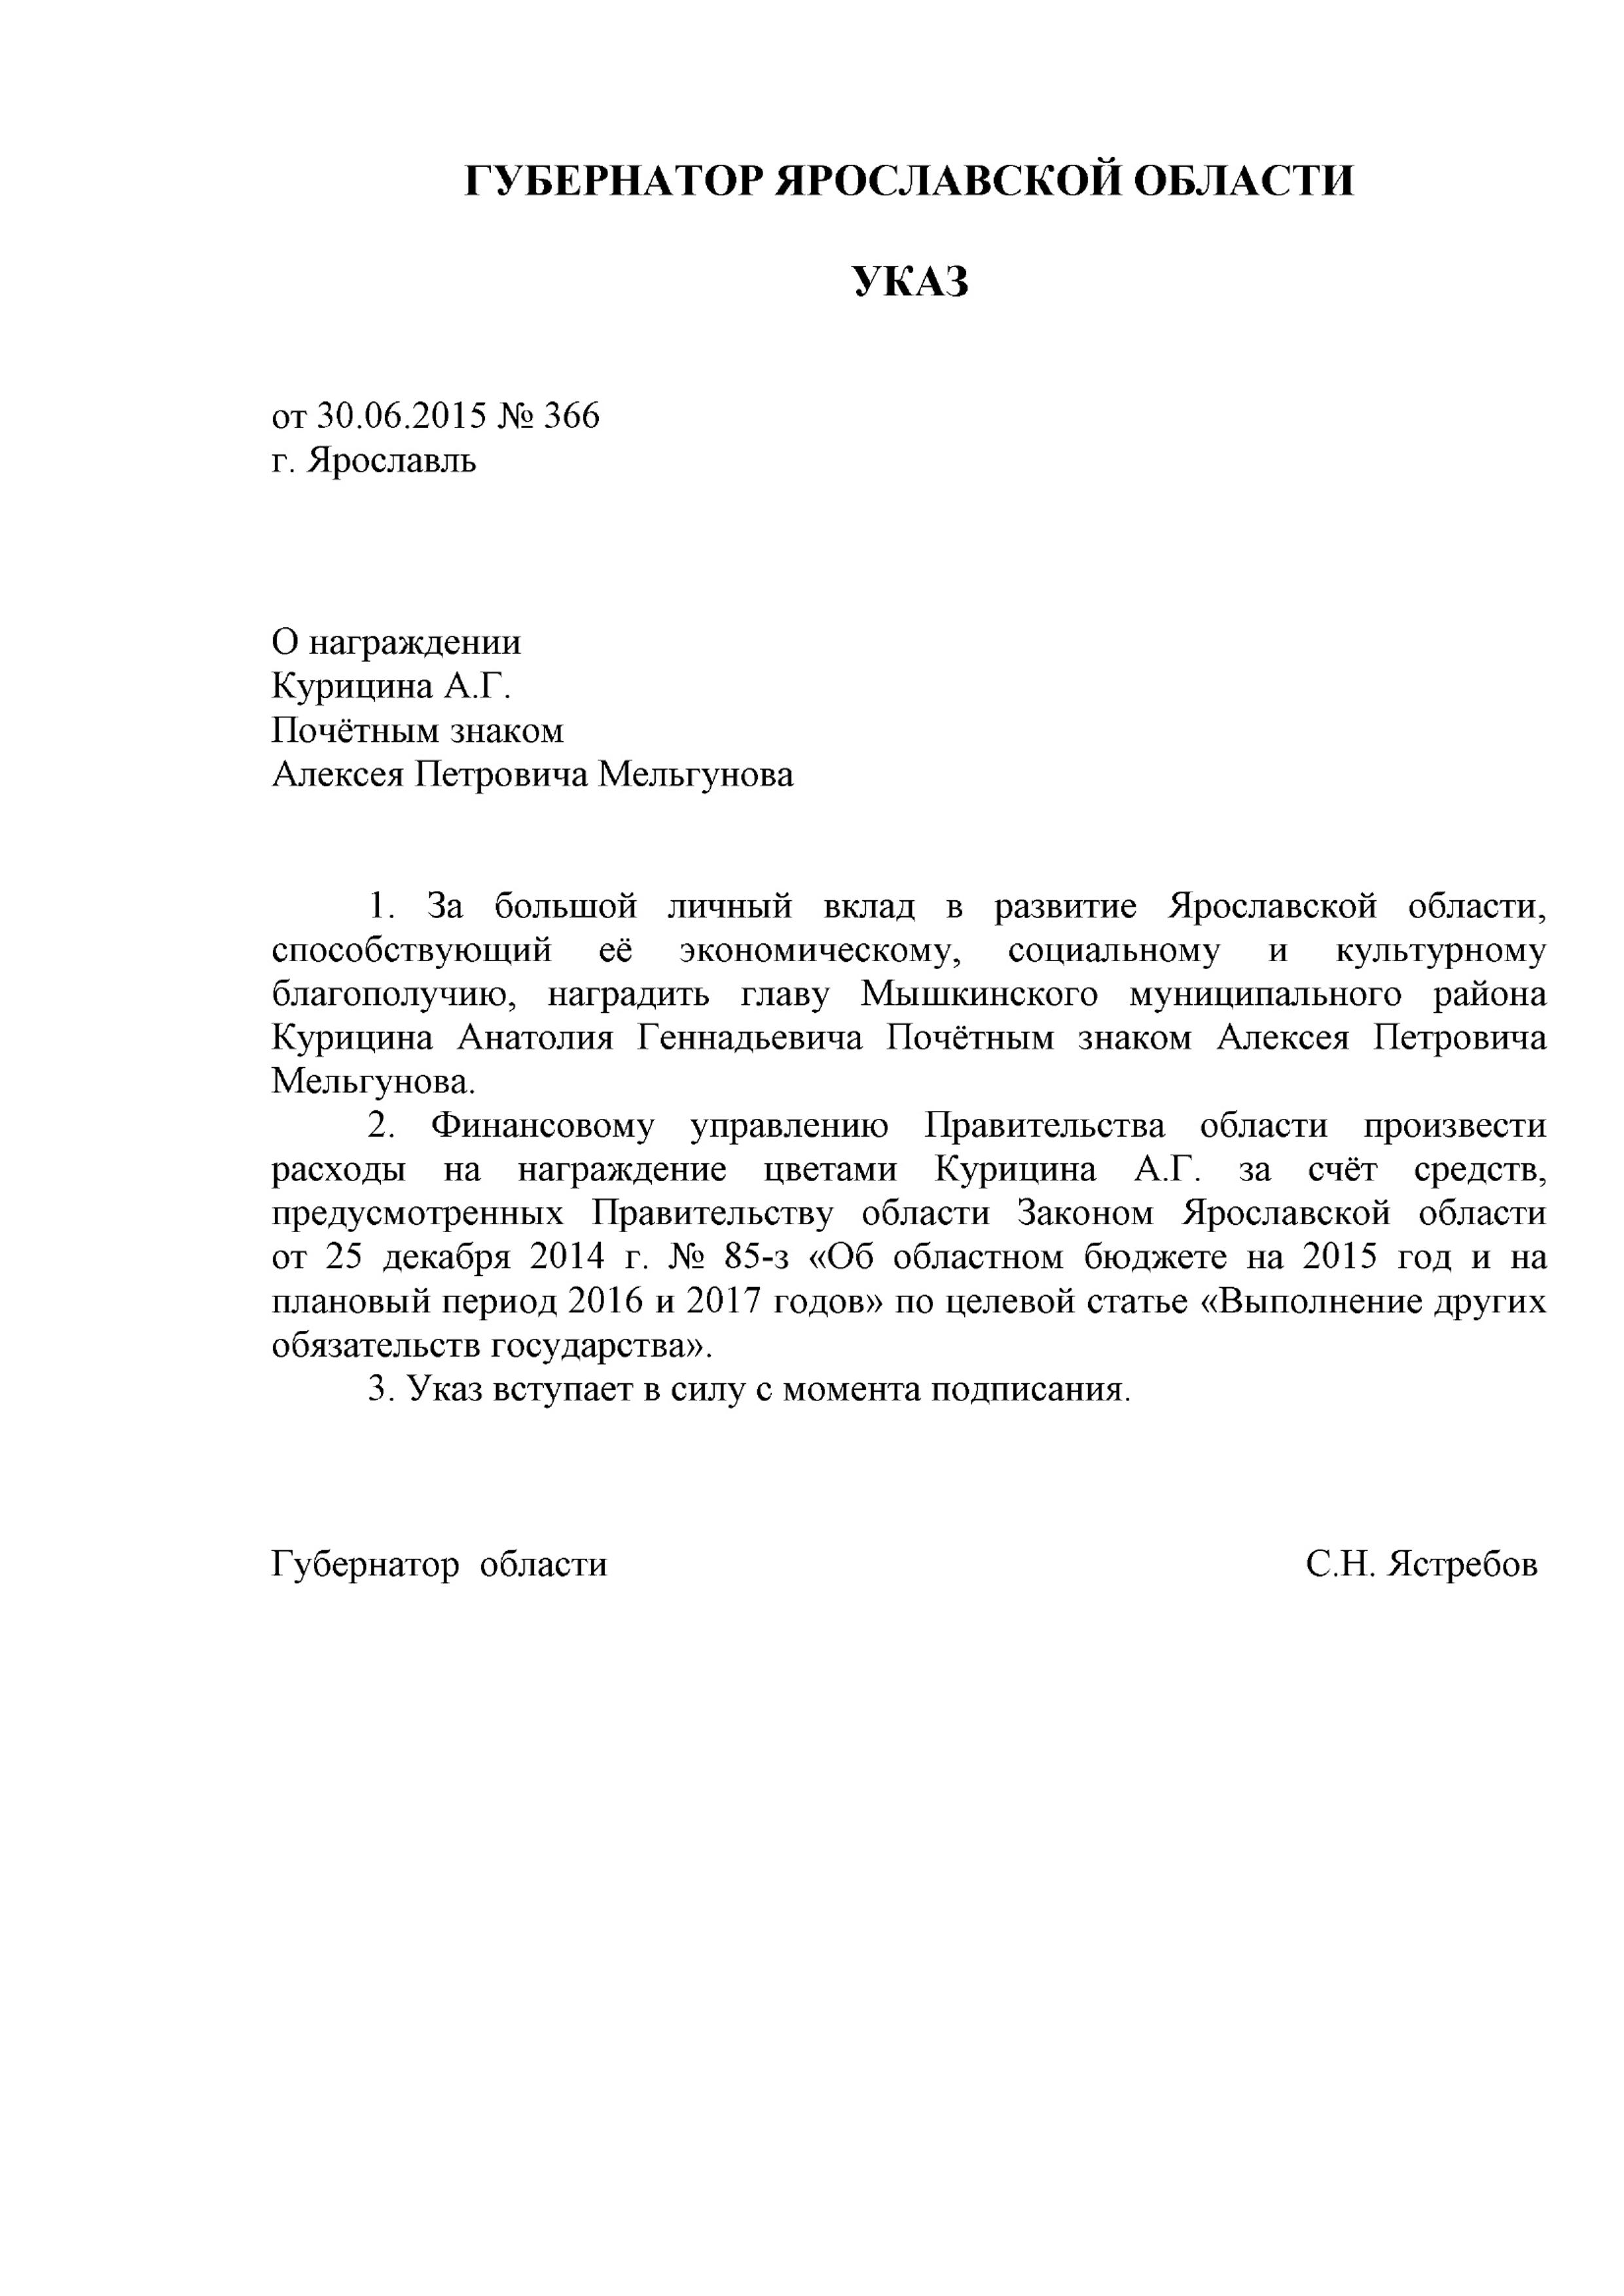 ГУБЕРНАТОР ЯРОСЛАВСКОЙ ОБЛАСТИ
УКАЗ
от 30.06.2015 № 366
г. Ярославль
О награждении
Курицина А.Г.
Почётным знаком
Алексея Петровича Мельгунова
1. За большой личный вклад в развитие Ярославской области,
способствующий её экономическому, социальному и культурному
благополучию, наградить главу Мышкинского муниципального района
Курицина Анатолия Геннадьевича Почётным знаком Алексея Петровича
Мельгунова.
2. Финансовому управлению Правительства области произвести
расходы на награждение цветами Курицина А.Г. за счёт средств,
предусмотренных Правительству области Законом Ярославской области
от 25 декабря 2014 г. № 85-з «Об областном бюджете на 2015 год и на
плановый период 2016 и 2017 годов» по целевой статье «Выполнение других
обязательств государства».
3. Указ вступает в силу с момента подписания.
Губернатор области С.Н. Ястребов